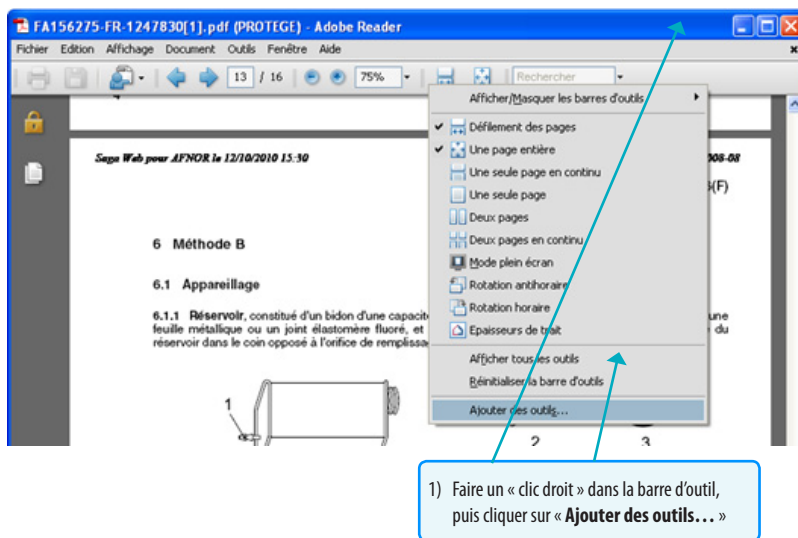 FA156275-FR-1247830[1].pdf (PROTEGE) - Adobe Reader
Fichier Edition Affichage Document Outils Fenêtre Aide
13 / 16 75% Rechercher
Afficher/Masquer les barres d'outils
Défilement des pages
Une page entière
Une seule page en continu
Une seule page
Deux pages
Deux pages en continu
Mode plein écran
Rotation antihoraire
Rotation horaire
Epaisseurs de trait
Afficher tous les outils
Réinitialiser la barre d'outils
Ajouter des outils...
Saga Web pour AFNOR le 12/10/2010 15:30
008-08
(F)
6 Méthode B
6.1 Appareillage
6.1.1 Réservoir, constitué d'un bidon d'une capacit
une
feuille métallique ou un joint élastomère fluoré, et
du
réservoir dans le coin opposé à l'orifice de remplissa
1
2 3
1) Faire un « clic droit » dans la barre d'outil,
puis cliquer sur « Ajouter des outils… »